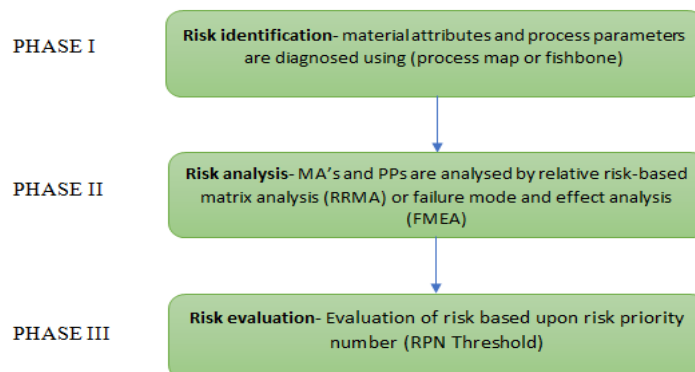 PHASE I
Risk identification- material attributes and process parameters
are diagnosed using (process map or fishbone)
PHASE II
Risk analysis- MA's and PPs are analysed by relative risk-based
matrix analysis (RRMA) or failure mode and effect analysis
(FMEA)
PHASE III
Risk evaluation- Evaluation of risk based upon risk priority
number (RPN Threshold)